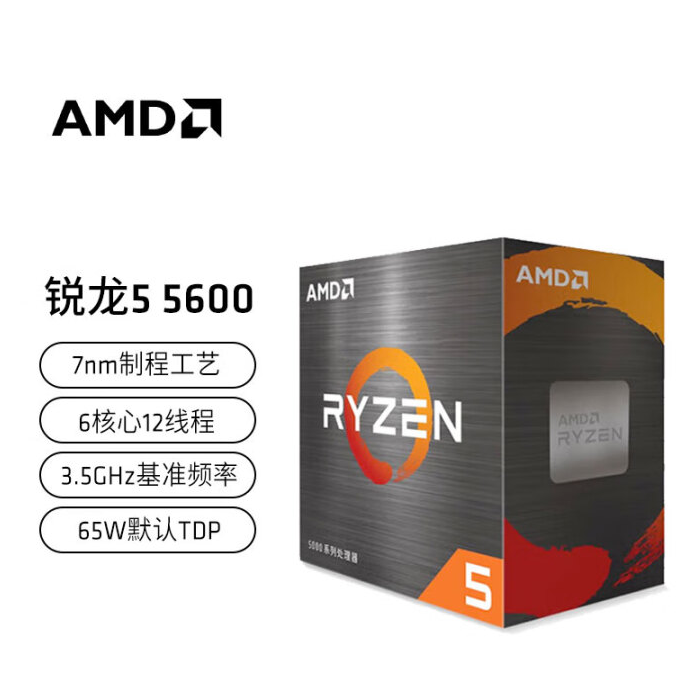 AMD
锐龙5 5600
7nm制程工艺
6核心12线程
3.5GHz基准频率
65W默认TDP
AMD
RYZEN
5000 系列处理器
5
AMD
AMD
RYZEN